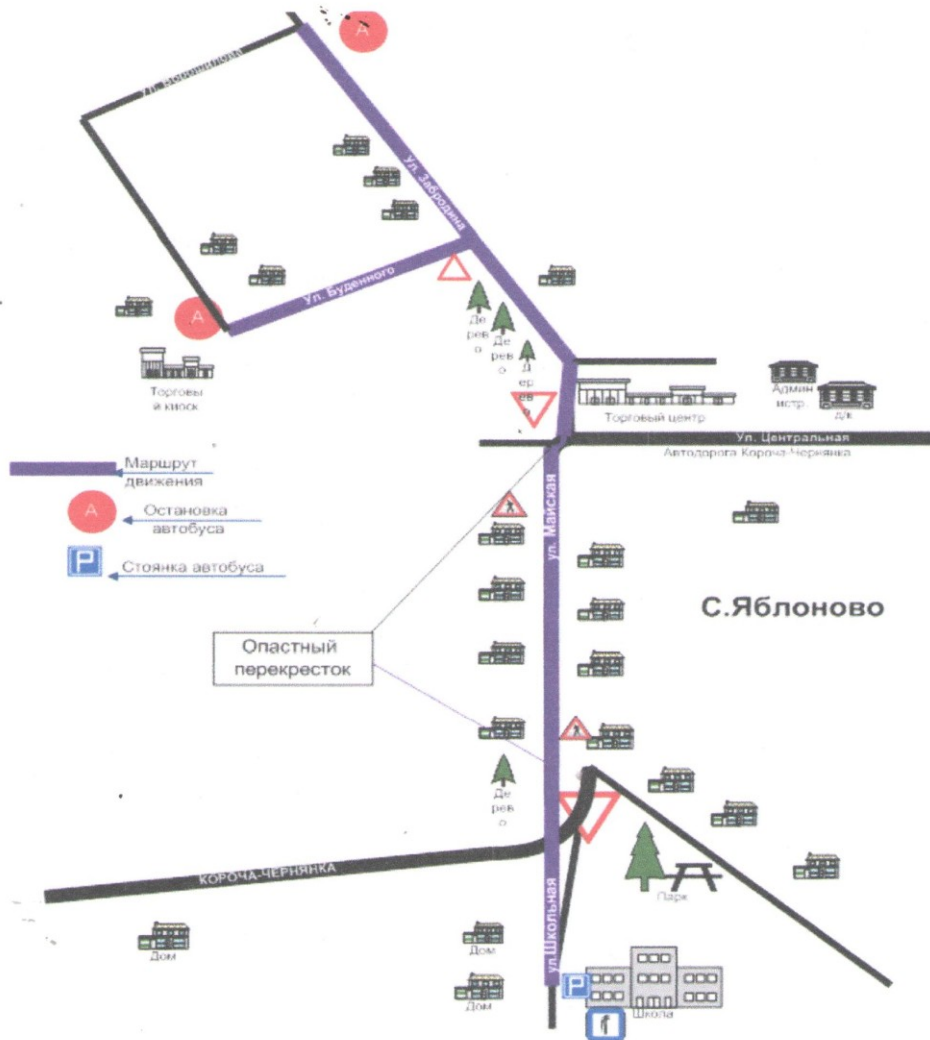 А
Ул. Ворошилова
Ул. Забродина
Ул. Буденного
А
Де
рев
о
Де
рев
о
Д
ер
ев
о
Торговы
й киоск
Торговый центр
Админ
истр.
д/к
Ул. Центральная
Автодорога Короча-Чернянка
Маршрут
движения
А
Остановка
автобуса
P
Стоянка автобуса
ул. Майская
С.Яблоново
Опастный
перекресток
Де
рев
о
КОРОЧА-ЧЕРНЯНКА
Парк
ул.Школьная
Дом
Дом
Дом
P
Школа